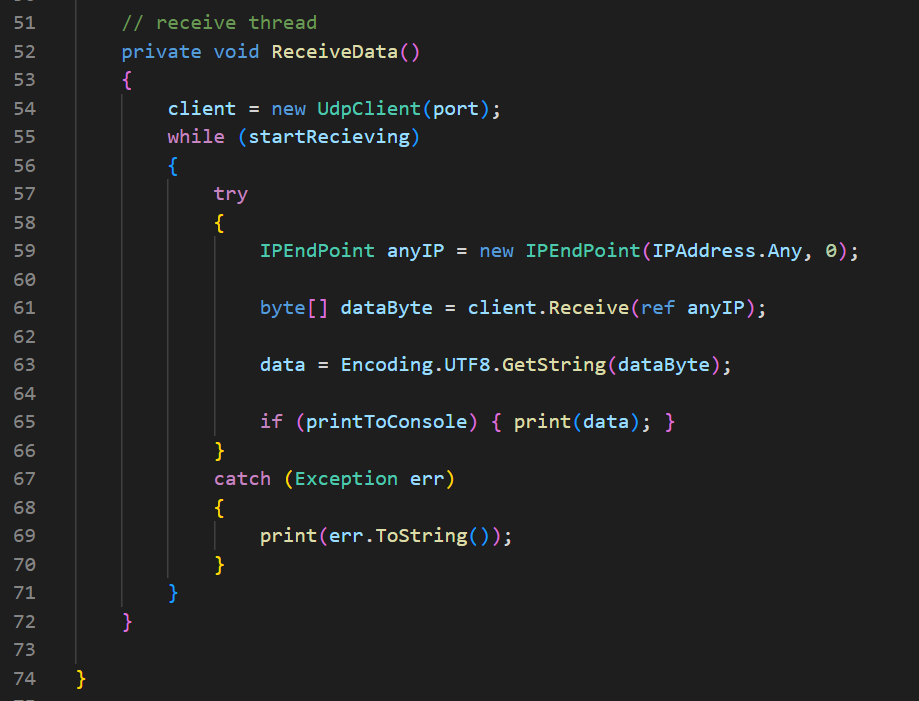 51 // receive thread
52 private void ReceiveData()
53 {
54 client = new UdpClient(port);
55 while (startRecieving)
56 {
57 try
58 {
59 IPEndPoint anyIP = new IPEndPoint(IPAddress.Any, 0);
60
61 byte[] dataByte = client.Receive(ref anyIP);
62
63 data = Encoding.UTF8.GetString(dataByte);
64
65 if (printToConsole) { print(data); }
66 }
67 catch (Exception err)
68 {
69 print(err.ToString());
70 }
71 }
72 }
73
74 }